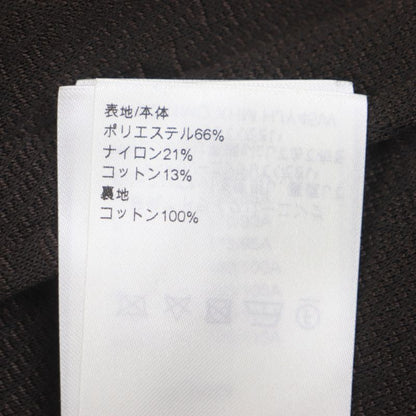 表地/本体
ポリエステル66%
ナイロン21%
コットン13%
裏地
コットン100%